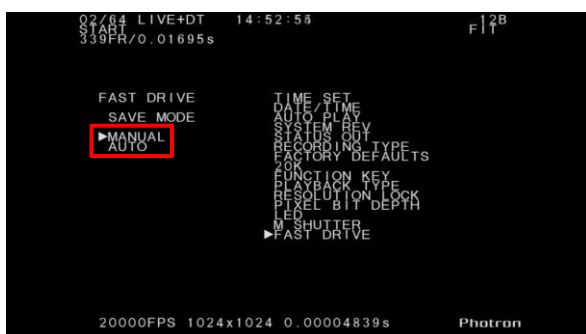 02/64 LIVE+DT 14:52:56 12B
START FIT
339FR/0.01695s
FAST DRIVE
SAVE MODE
▶MANUAL
AUTO
TIME SET
DATE/TIME
AUTO PLAY
SYSTEM REV
STATUS OUT
RECORDING TYPE
FACTORY DEFAULTS
20K
FUNCTION KEY
PLAYBACK TYPE
RESOLUTION LOCK
PIXEL BIT DEPTH
LED
M SHUTTER
▶FAST DRIVE
20000FPS 1024x1024 0.00004839s Photron